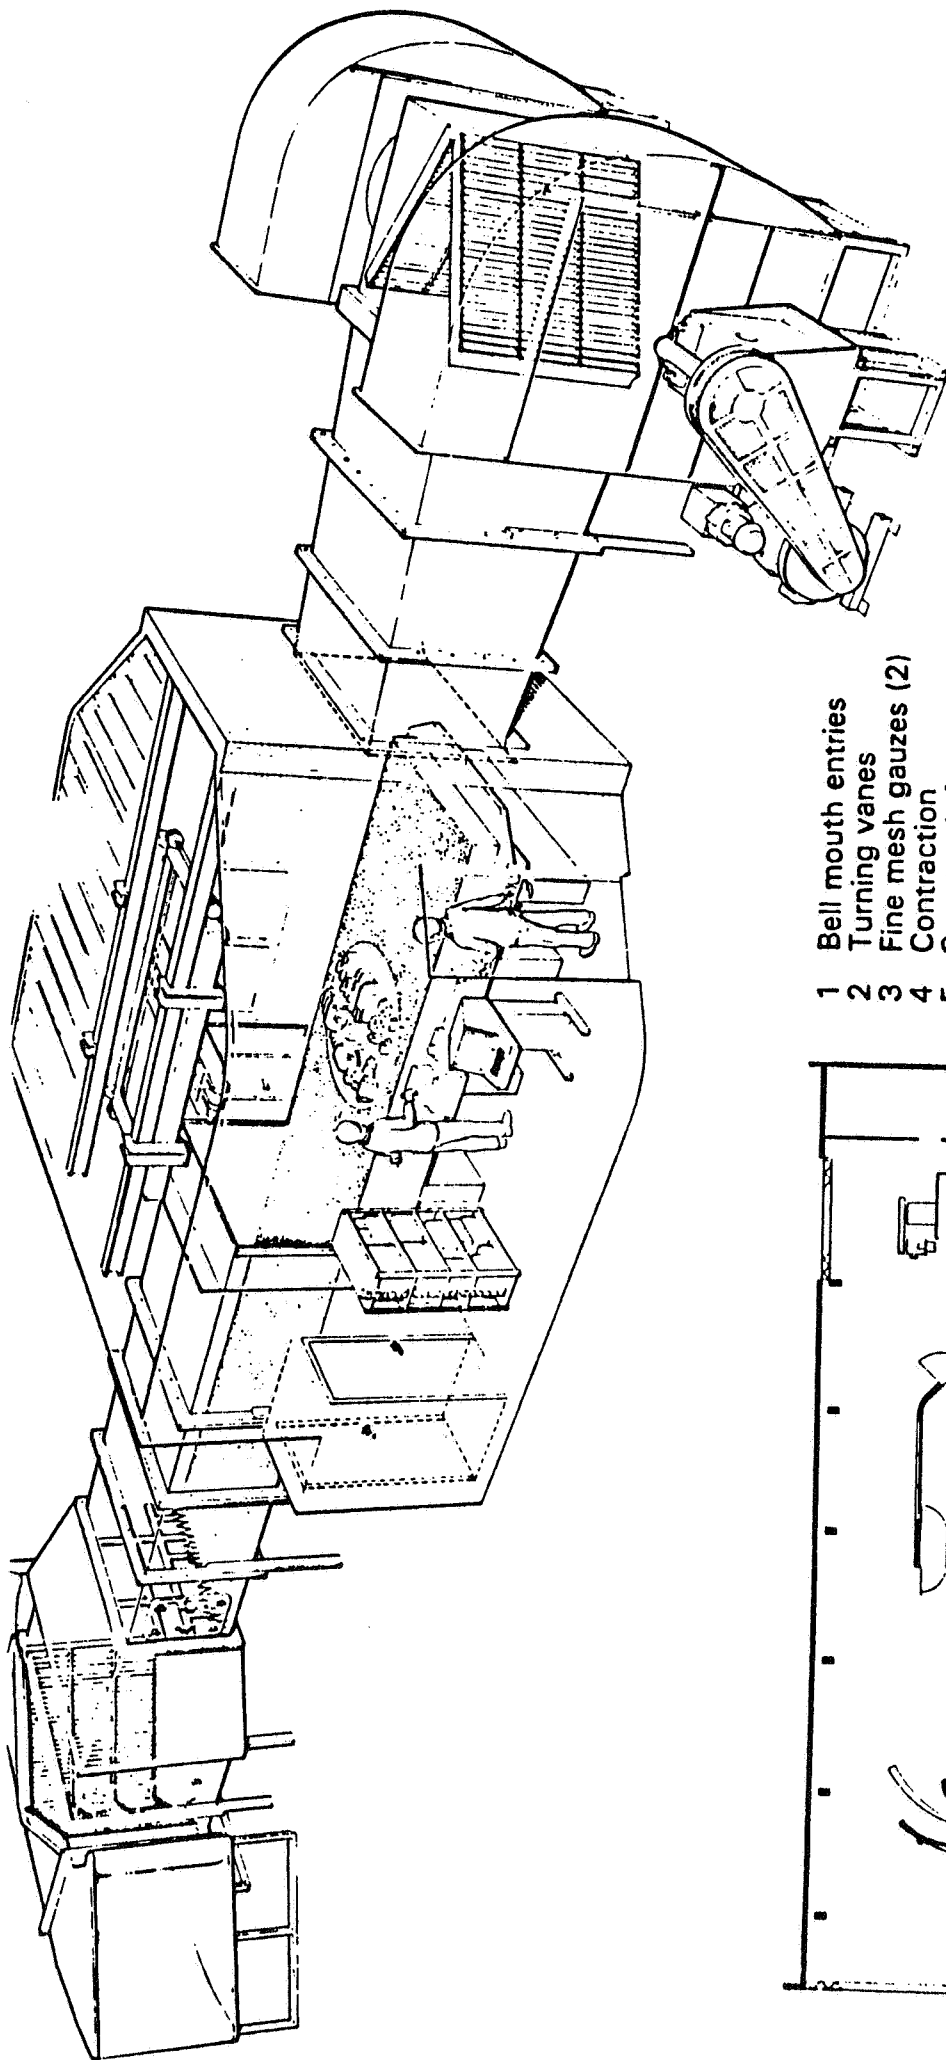 1 Bell mouth entries
2 Turning vanes
3 Fine mesh gauzes (2)
4 Contraction